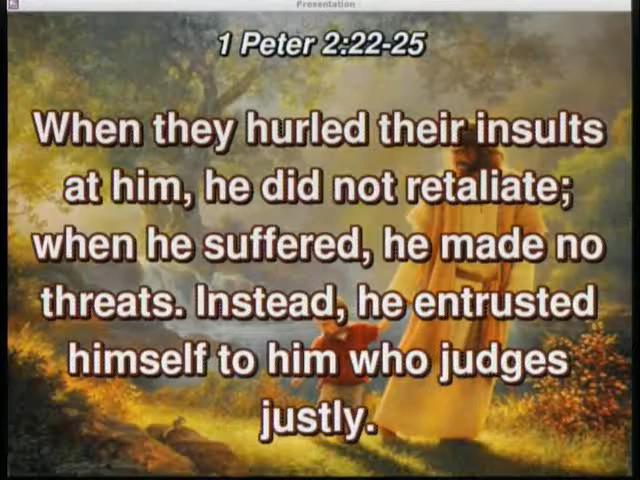 Presentation
1 Peter 2:22-25
When they hurled their insults
at him, he did not retaliate;
when he suffered, he made no
threats. Instead, he entrusted
himself to him who judges
justly.